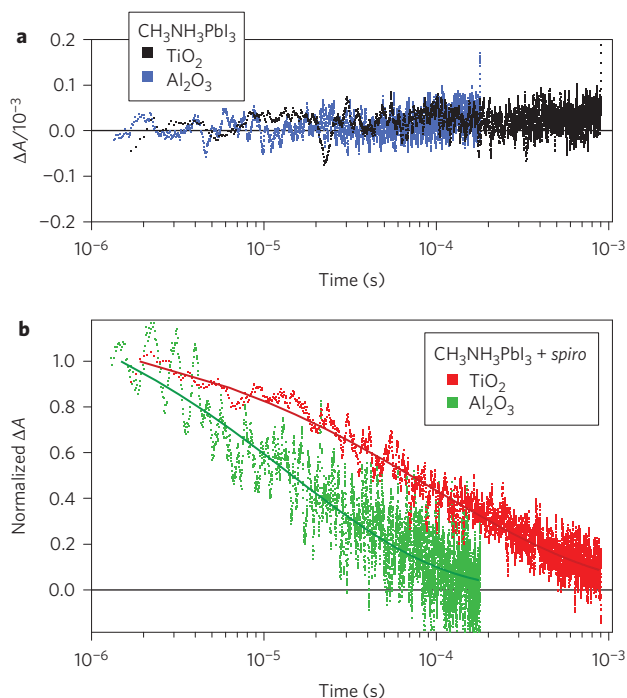 a
CH₃NH₃PbI₃
TiO₂
Al₂O₃
0.2
0.1
0.0
−0.1
−0.2
ΔA/10⁻³
10⁻⁶ 10⁻⁵ 10⁻⁴ 10⁻³
Time (s)
b
CH₃NH₃PbI₃ + spiro
TiO₂
Al₂O₃
1.0
0.8
0.6
0.4
0.2
0.0
Normalized ΔA
10⁻⁶ 10⁻⁵ 10⁻⁴ 10⁻³
Time (s)